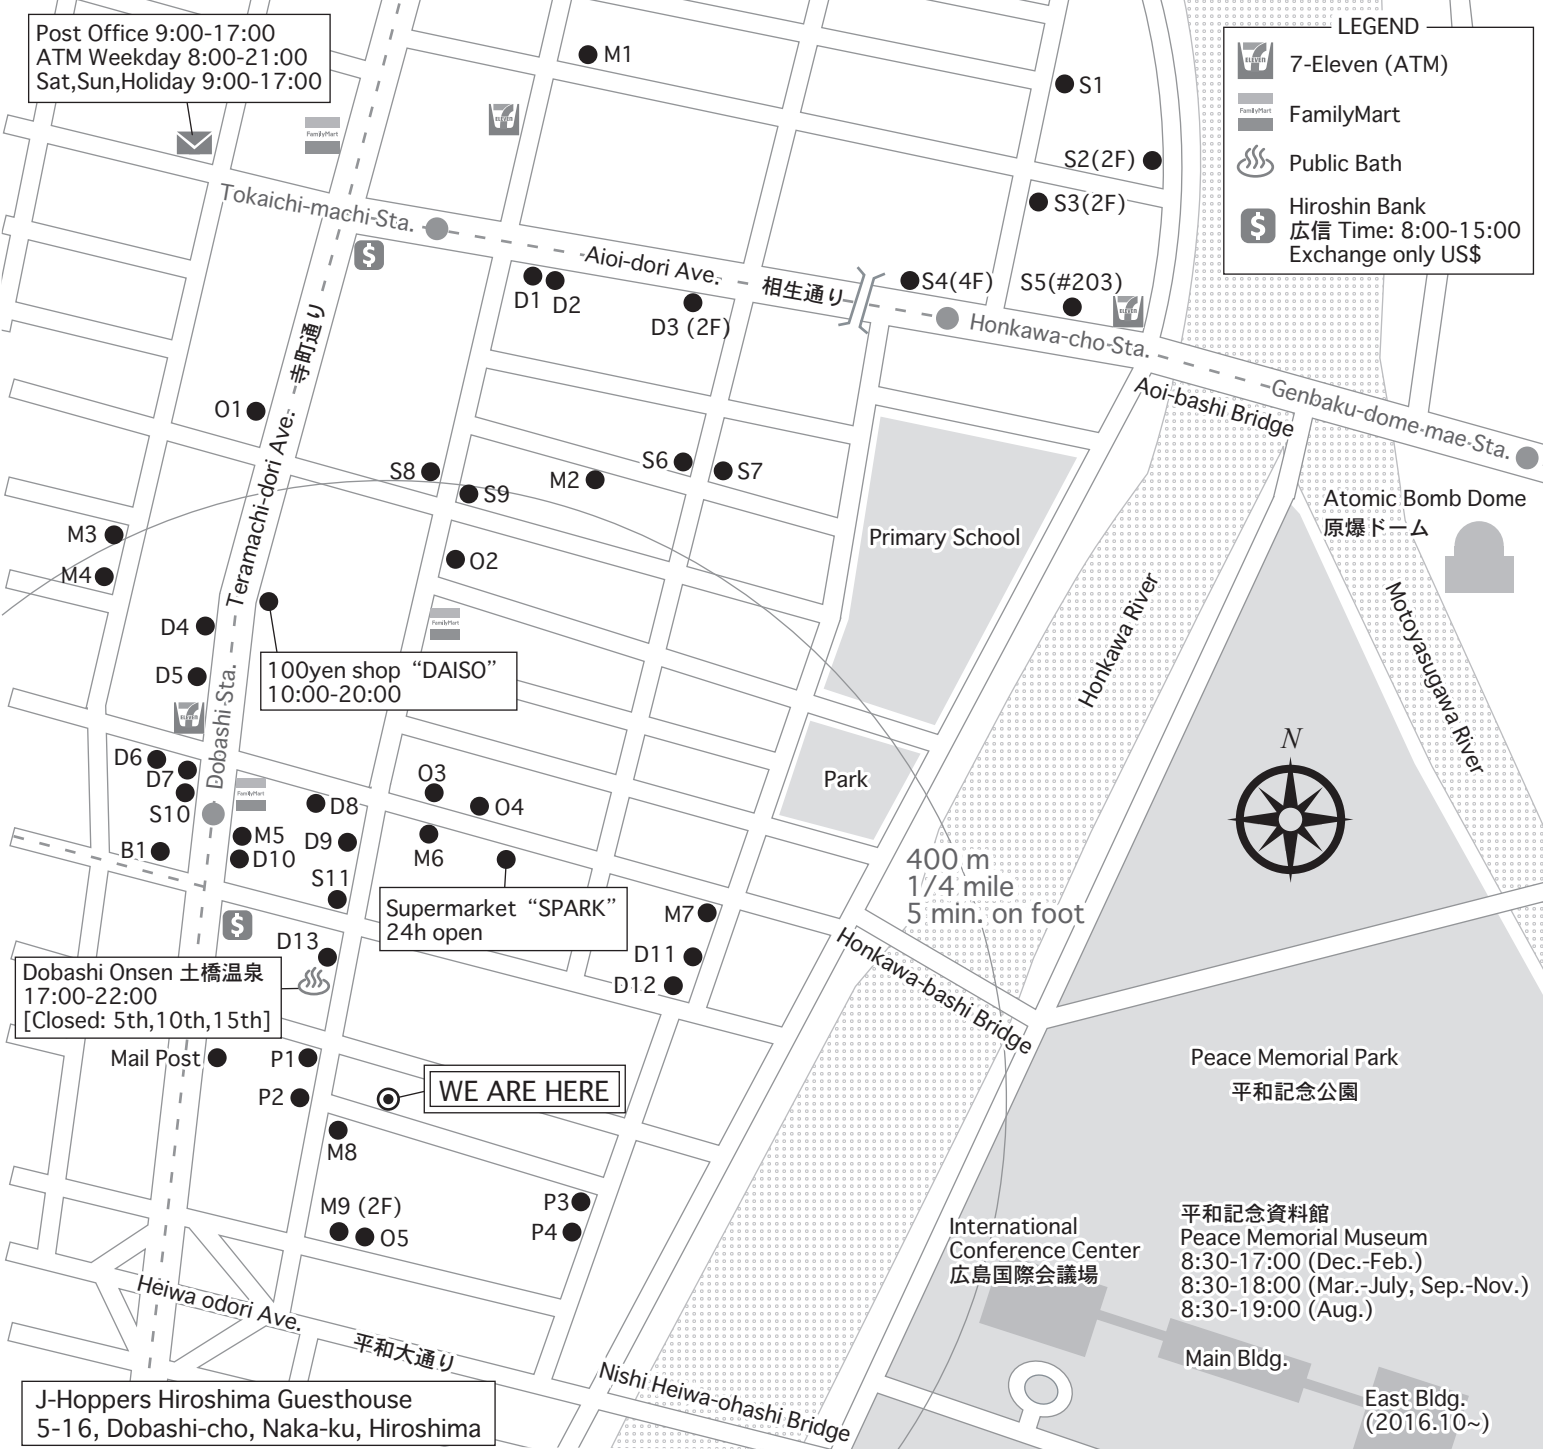 Post Office 9:00-17:00
ATM Weekday 8:00-21:00
Sat,Sun,Holiday 9:00-17:00
LEGEND
7-Eleven (ATM)
FamilyMart
FamilyMart
Public Bath
Hiroshin Bank
広信 Time: 8:00-15:00
Exchange only US$
M1
S1
7 ELEVEN
FamilyMart
S2(2F)
S3(2F)
Tokaichi-machi-Sta.
Aioi-dori Ave. 相生通り
D1
D2
D3 (2F)
S4(4F)
S5(#203)
7 ELEVEN
Honkawa-cho-Sta.
Genbaku-dome-mae-Sta.
Aoi-bashi Bridge
Teramachi-dori Ave. 寺町通り
O1
S8
S9
M2
S6
S7
Primary School
Atomic Bomb Dome
原爆ドーム
M3
M4
O2
FamilyMart
D4
D5
100yen shop “DAISO”
10:00-20:00
7 ELEVEN
Dobashi-Sta.
Honkawa River
Motoyasugawa River
N
D6
D7
S10
FamilyMart
D8
O3
O4
Park
B1
M5
D10
D9
S11
M6
400 m
1/4 mile
5 min. on foot
Supermarket “SPARK”
24h open
M7
D11
D12
D13
Honkawa-bashi Bridge
Dobashi Onsen 土橋温泉
17:00-22:00
[Closed: 5th,10th,15th]
Mail Post
P1
P2
WE ARE HERE
Peace Memorial Park
平和記念公園
M8
M9 (2F)
O5
P3
P4
International
Conference Center
広島国際会議場
平和記念資料館
Peace Memorial Museum
8:30-17:00 (Dec.-Feb.)
8:30-18:00 (Mar.-July, Sep.-Nov.)
8:30-19:00 (Aug.)
Main Bldg.
East Bldg.
(2016.10~)
Heiwa odori Ave. 平和大通り
Nishi Heiwa-ohashi Bridge
J-Hoppers Hiroshima Guesthouse
5-16, Dobashi-cho, Naka-ku, Hiroshima